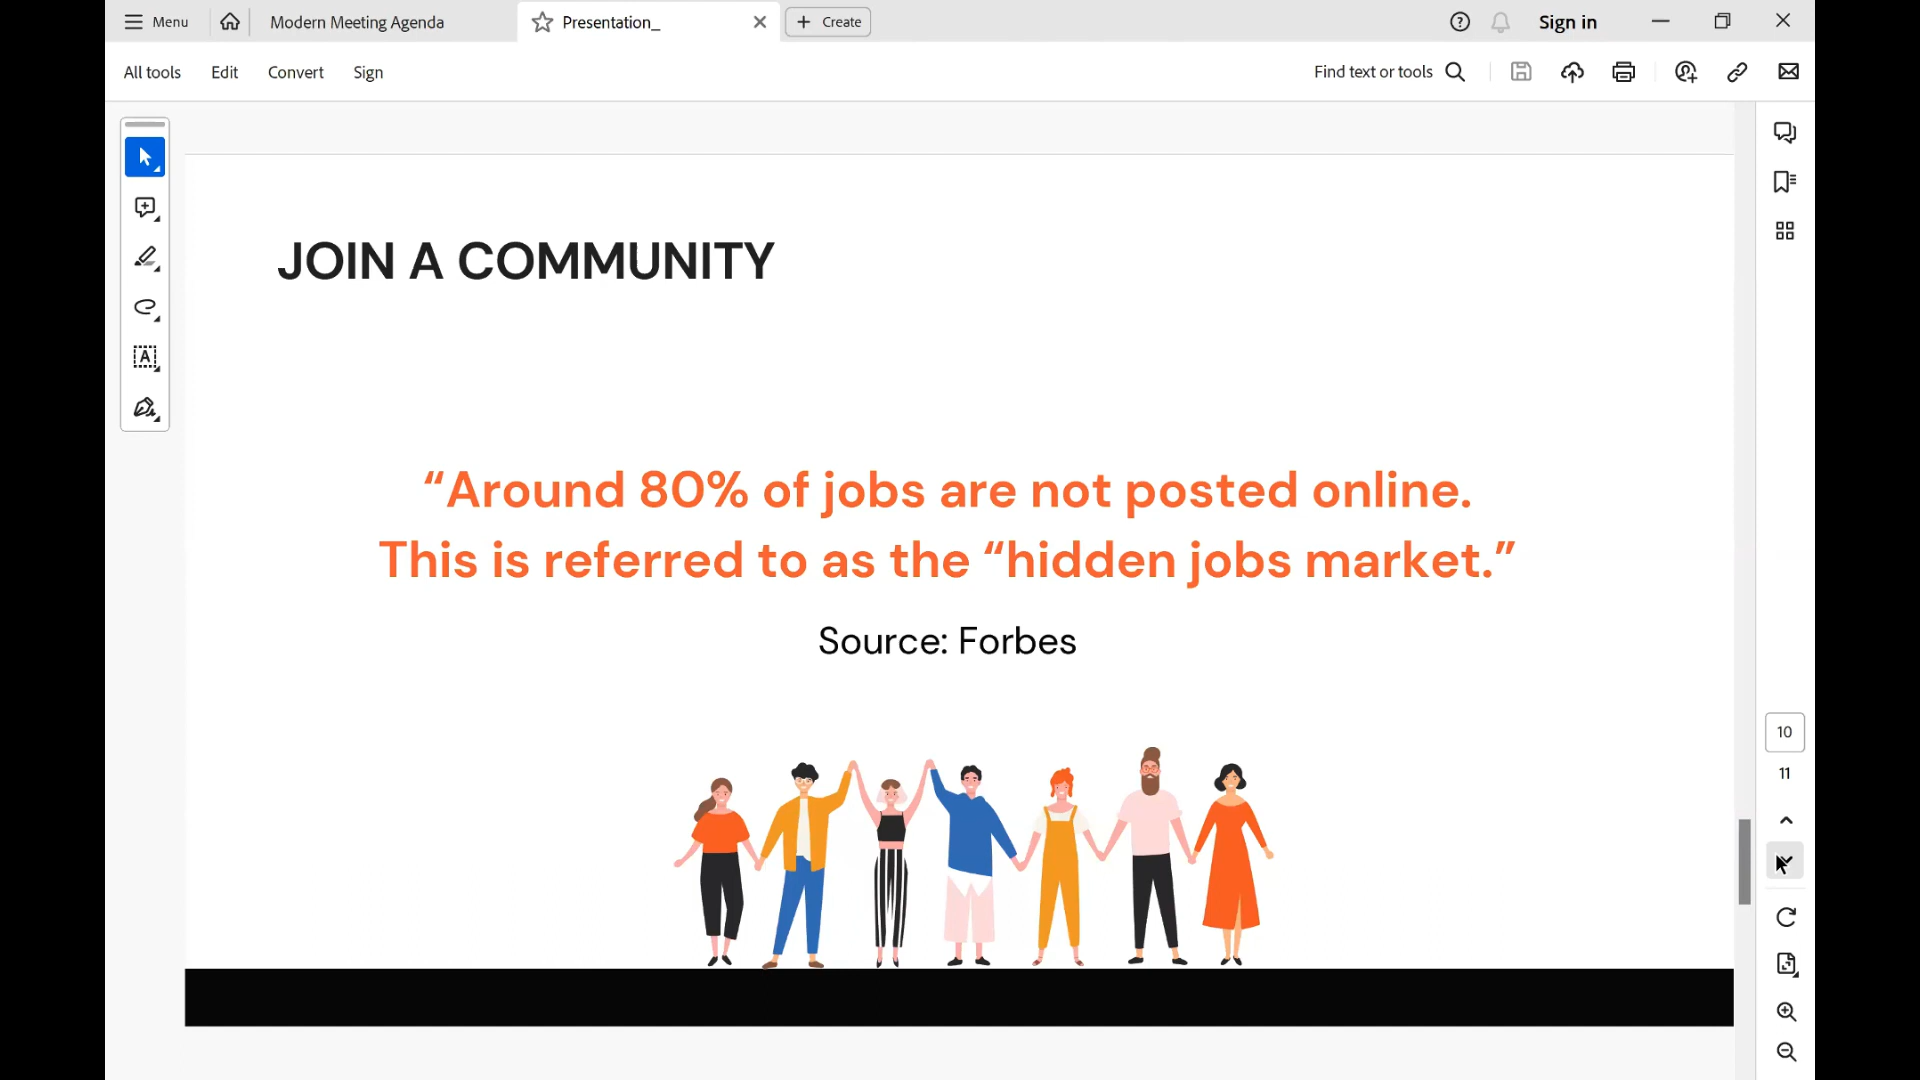 Menu
Modern Meeting Agenda
Presentation_
Create
Sign in
All tools
Edit
Convert
Sign
Find text or tools
JOIN A COMMUNITY
“Around 80% of jobs are not posted online.
This is referred to as the “hidden jobs market.”
Source: Forbes
10
11